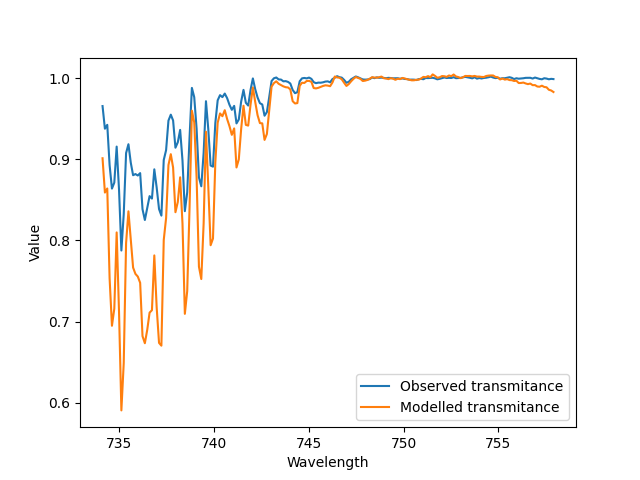 1.0
0.9
0.8
0.7
0.6
Value
735
740
745
750
755
Wavelength
Observed transmitance
Modelled transmitance